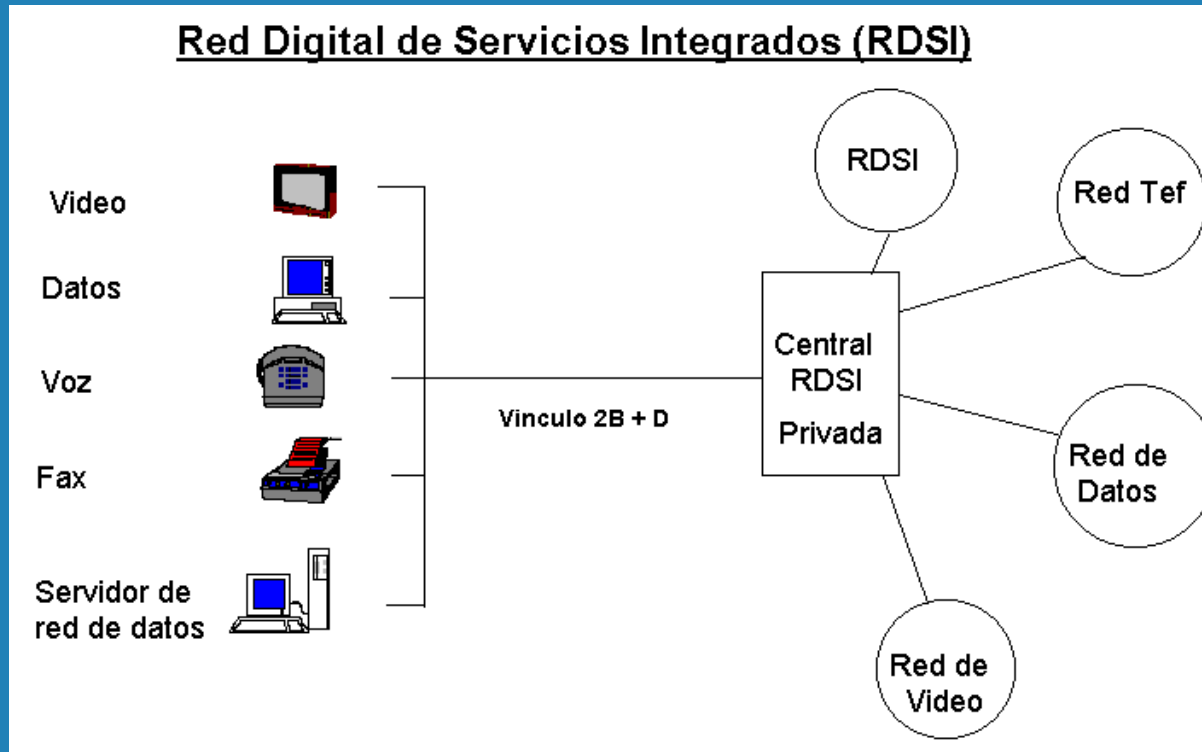 Red Digital de Servicios Integrados (RDSI)
Video
Datos
Voz
Fax
Servidor de
red de datos
Vinculo 2B + D
Central
RDSI
Privada
RDSI
Red Tef
Red de
Datos
Red de
Video